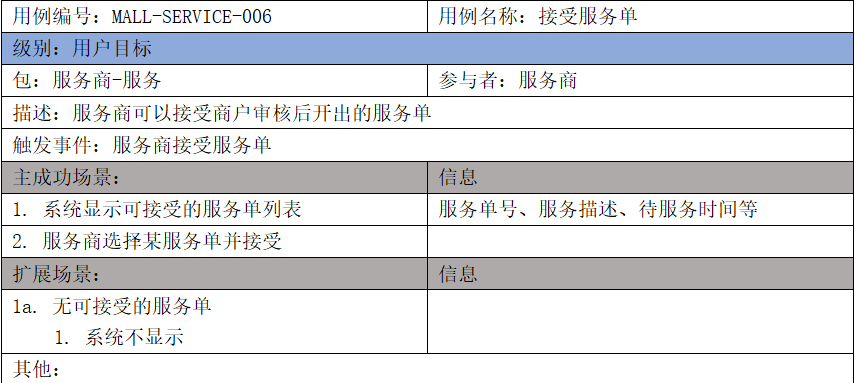 用例编号：MALL-SERVICE-006
用例名称：接受服务单
级别：用户目标
包：服务商-服务
参与者：服务商
描述：服务商可以接受商户审核后开出的服务单
触发事件：服务商接受服务单
主成功场景：
信息
1. 系统显示可接受的服务单列表
服务单号、服务描述、待服务时间等
2. 服务商选择某服务单并接受
扩展场景：
信息
1a. 无可接受的服务单
1. 系统不显示
其他：